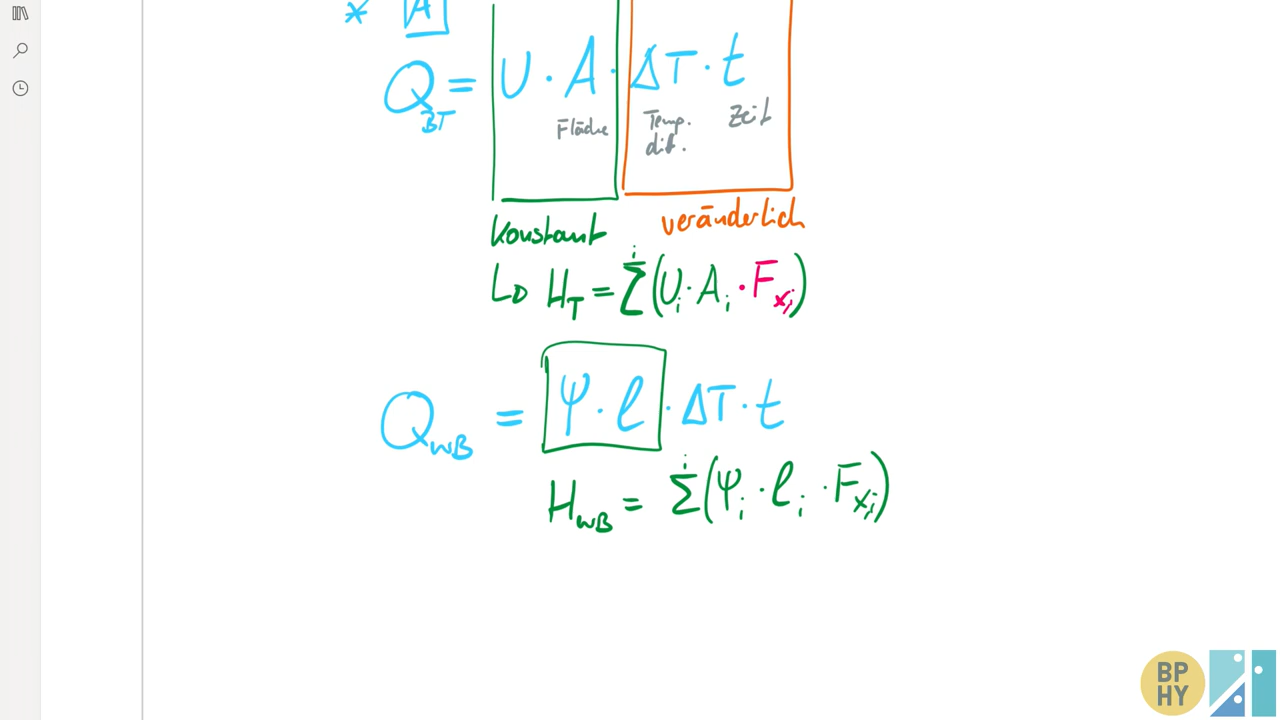 * A
Q_BT = U · A · ΔT · t
Fläche Temp. dif. Zeit
konstant veränderlich
↳ H_T = Σ^i (U_i · A_i · F_xi)
Q_WB = ψ · l · ΔT · t
H_WB = Σ^i (ψ_i · l_i · F_xi)
BP
HY